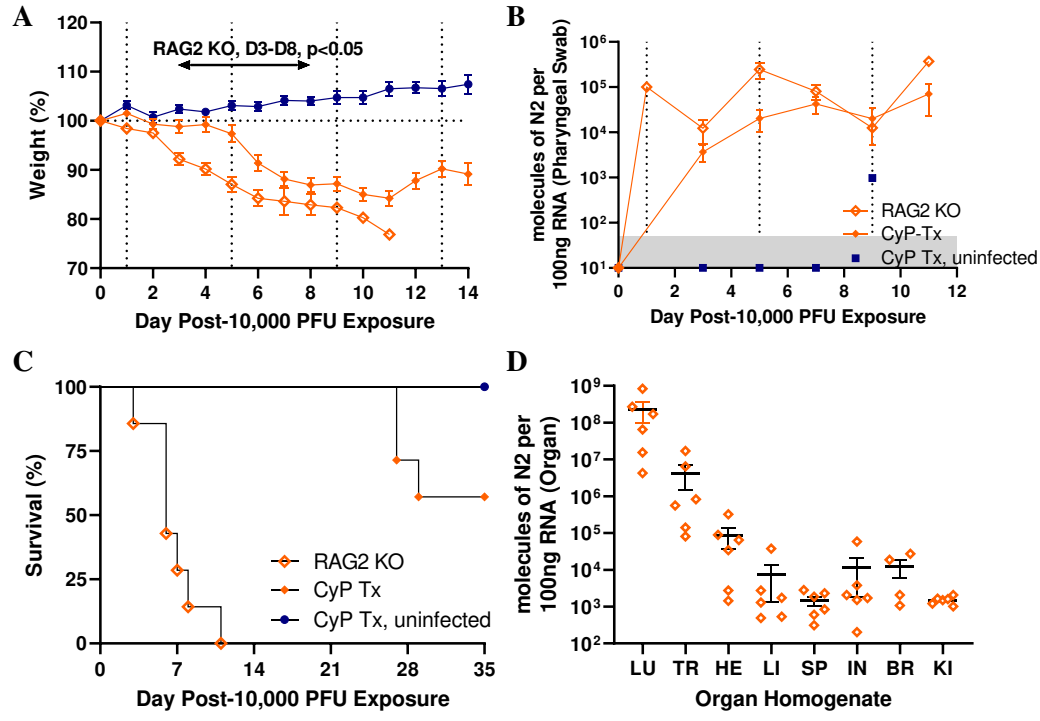 A
120
110
100
90
80
70
Weight (%)
RAG2 KO, D3-D8, p<0.05
0 2 4 6 8 10 12 14
Day Post-10,000 PFU Exposure
B
10⁶
10⁵
10⁴
10³
10²
10¹
molecules of N2 per
100ng RNA (Pharyngeal Swab)
RAG2 KO
CyP-Tx
CyP Tx, uninfected
0 2 4 6 8 10 12
Day Post-10,000 PFU Exposure
C
100
75
50
25
0
Survival (%)
RAG2 KO
CyP Tx
CyP Tx, uninfected
0 7 14 21 28 35
Day Post-10,000 PFU Exposure
D
10⁹
10⁸
10⁷
10⁶
10⁵
10⁴
10³
10²
molecules of N2 per
100ng RNA (Organ)
LU TR HE LI SP IN BR KI
Organ Homogenate